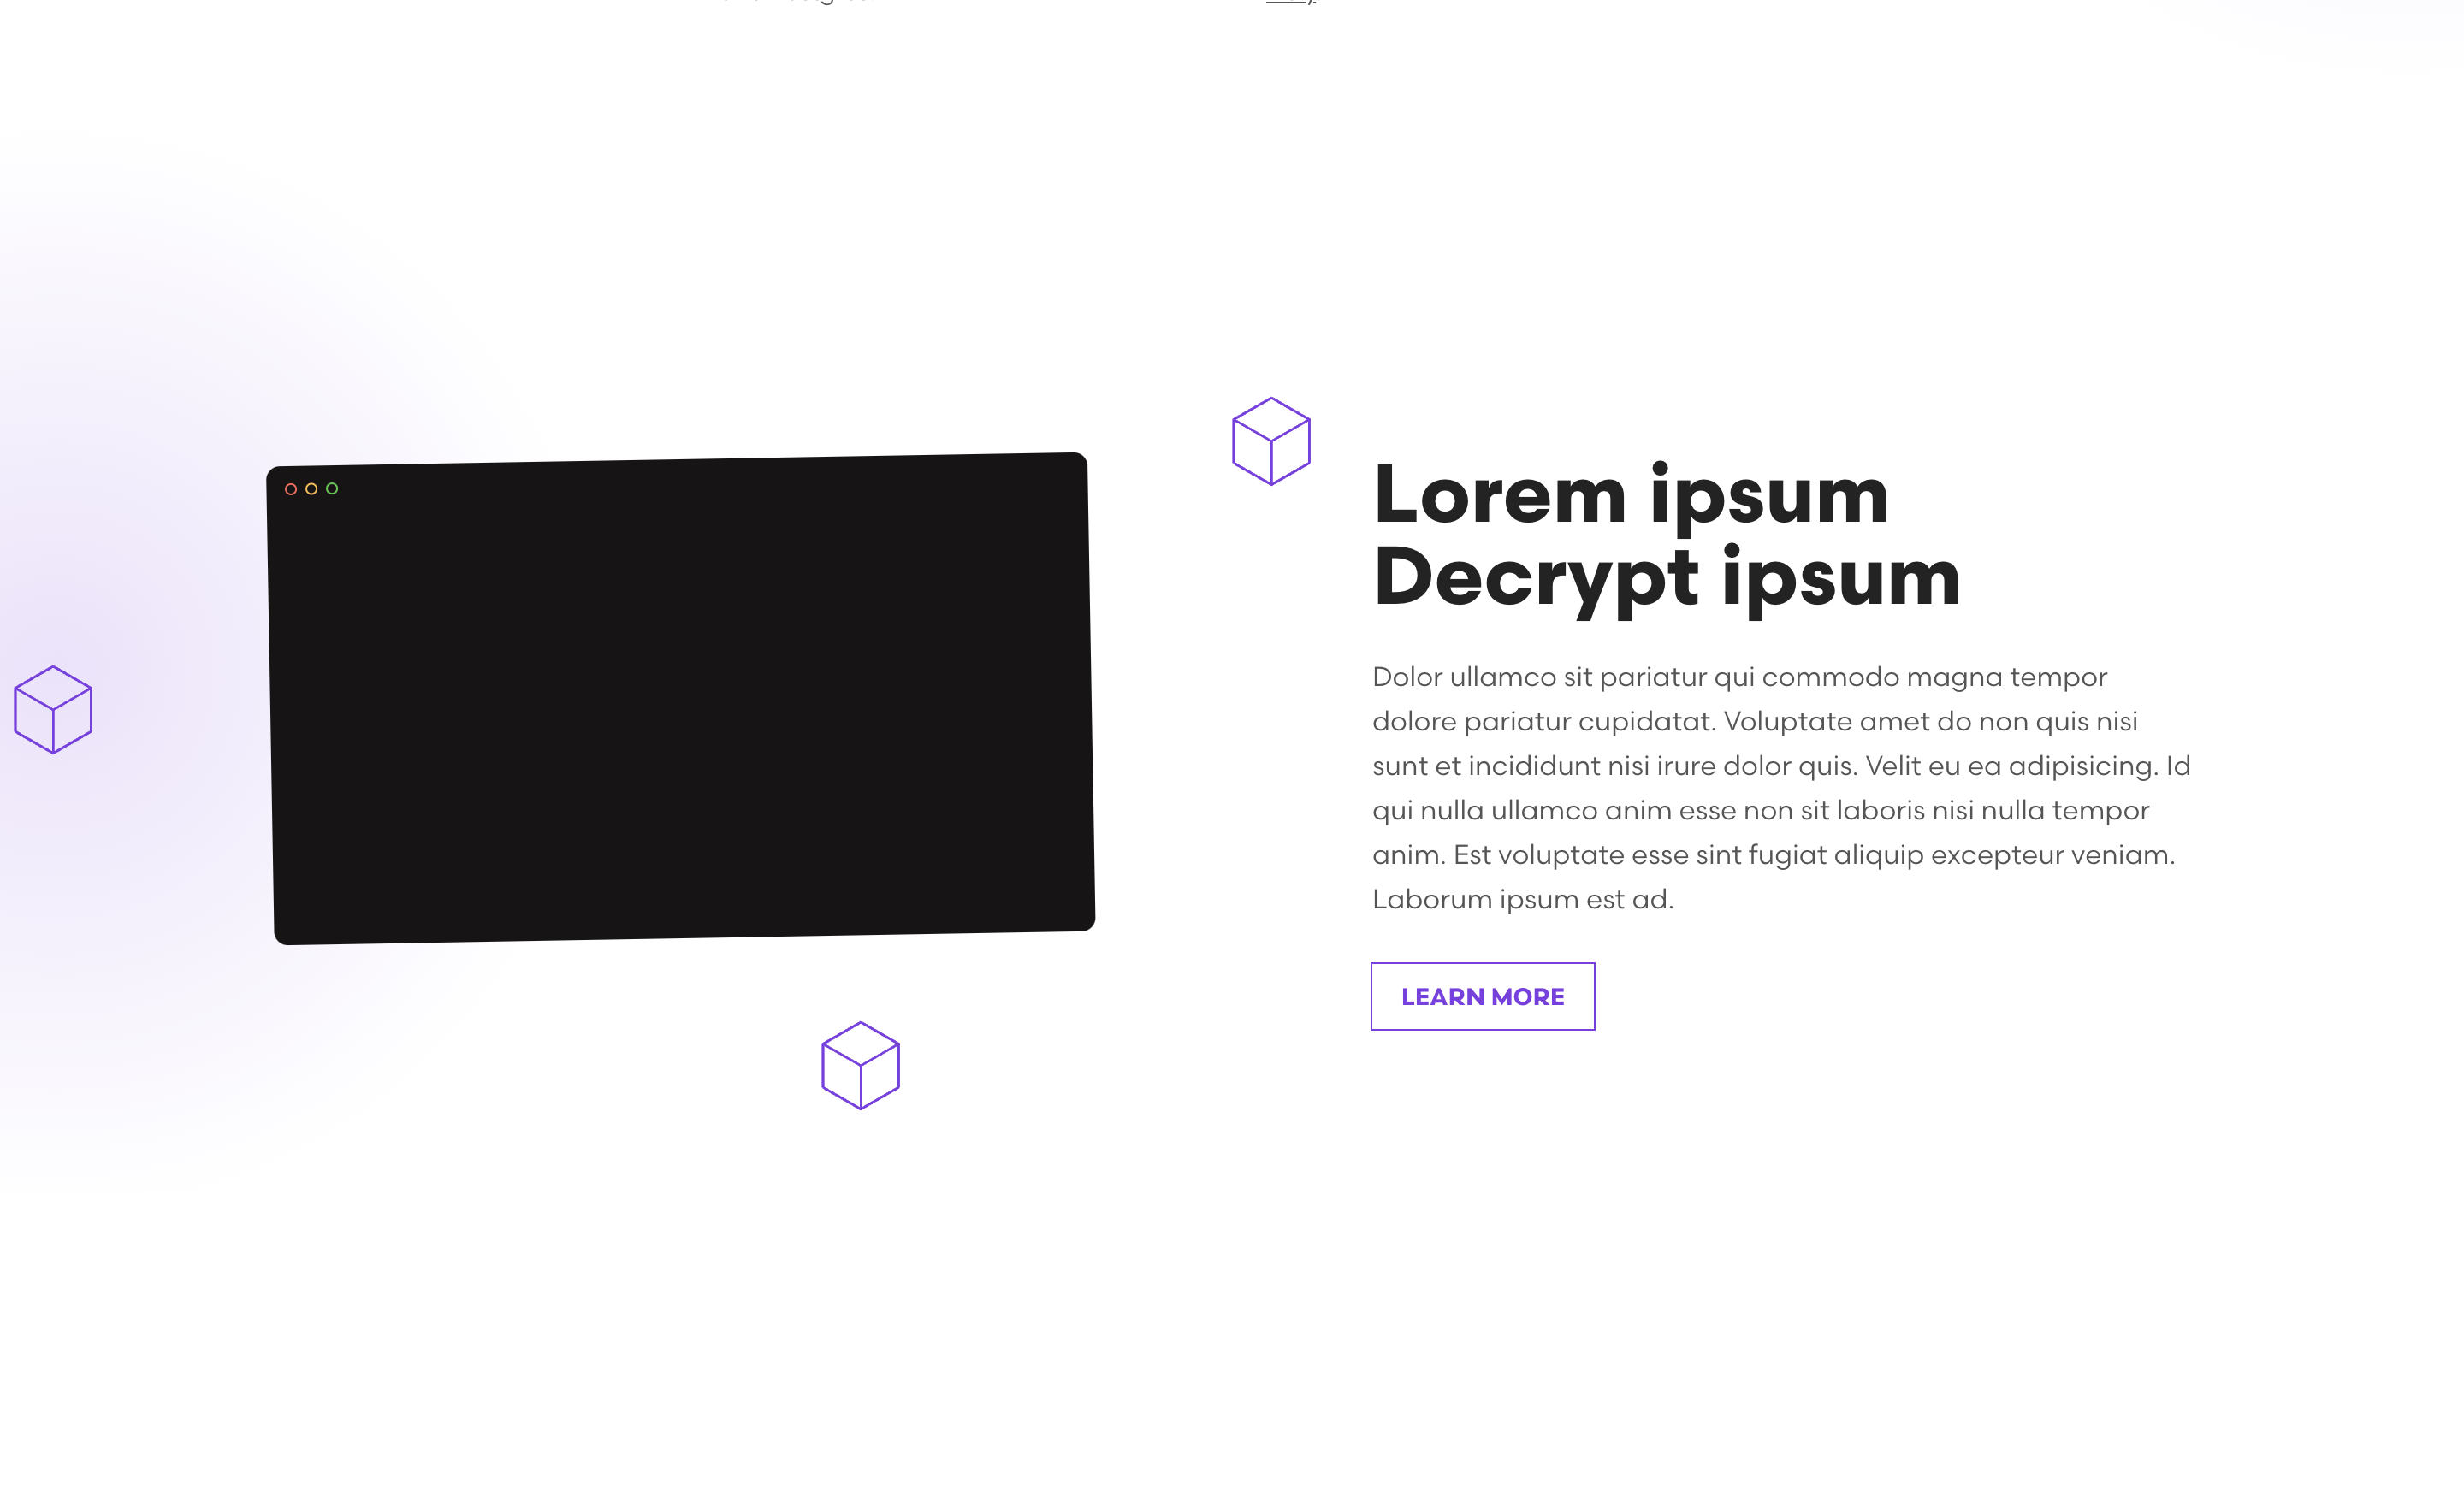 Lorem ipsum
Decrypt ipsum
Dolor ullamco sit pariatur qui commodo magna tempor
dolore pariatur cupidatat. Voluptate amet do non quis nisi
sunt et incididunt nisi irure dolor quis. Velit eu ea adipisicing. Id
qui nulla ullamco anim esse non sit laboris nisi nulla tempor
anim. Est voluptate esse sint fugiat aliquip excepteur veniam.
Laborum ipsum est ad.
LEARN MORE